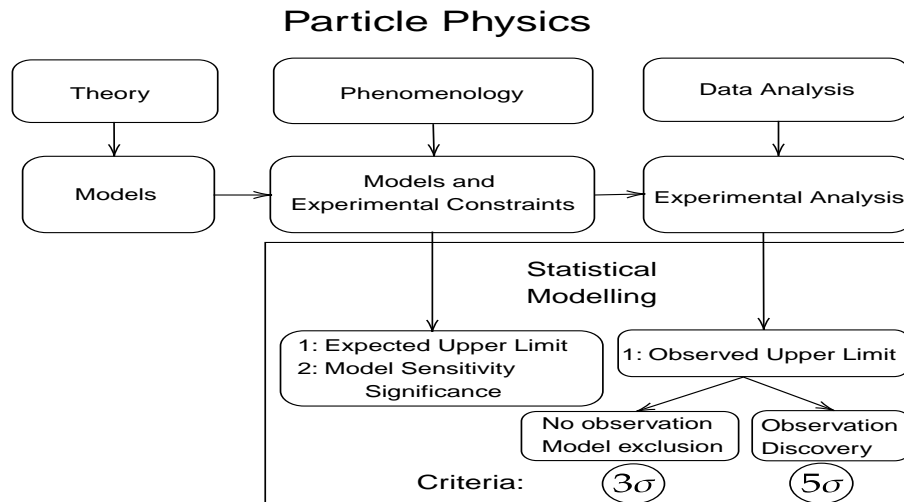 Particle Physics
Theory
Phenomenology
Data Analysis
Models
Models and
Experimental Constraints
Experimental Analysis
Statistical
Modelling
1: Expected Upper Limit
2: Model Sensitivity
Significance
1: Observed Upper Limit
No observation
Model exclusion
Observation
Discovery
Criteria:
3σ
5σ